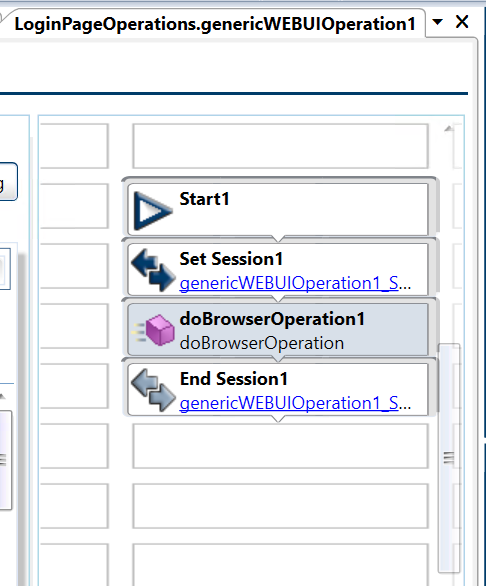 LoginPageOperations.genericWEBUIOperation1
Start1
Set Session1
genericWEBUIOperation1_S...
doBrowserOperation1
doBrowserOperation
End Session1
genericWEBUIOperation1_S...